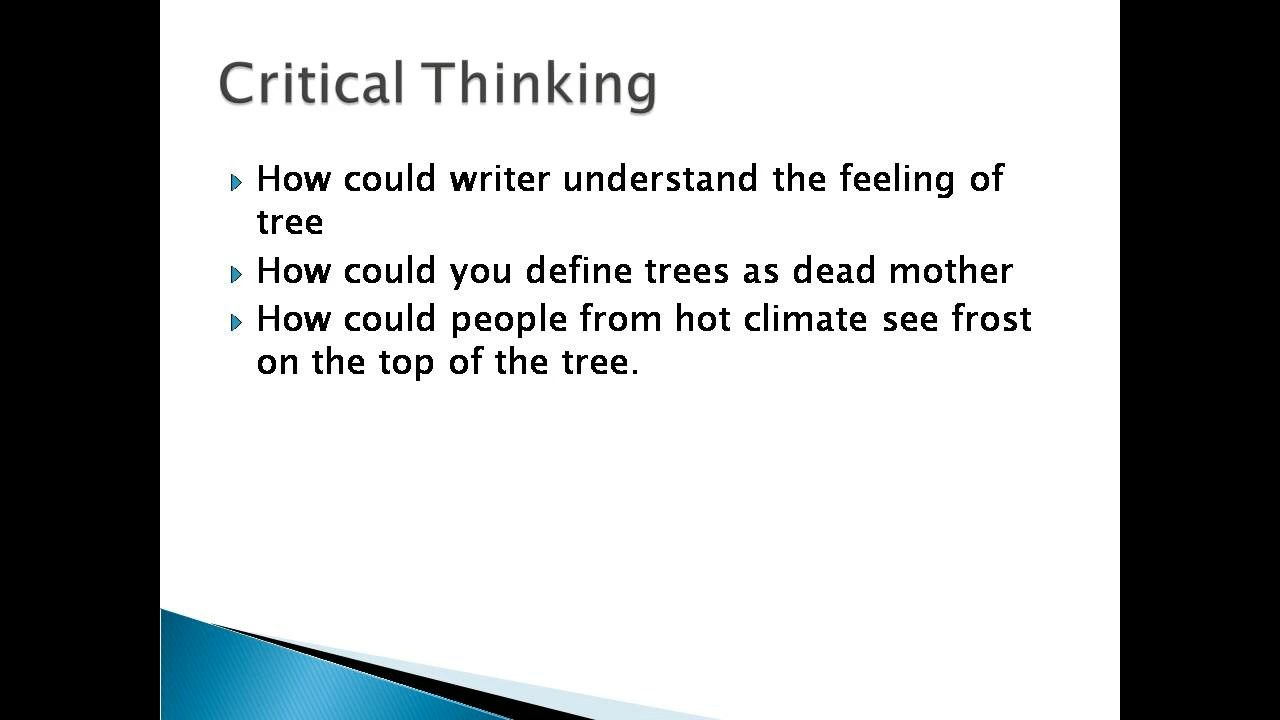 Critical Thinking
How could writer understand the feeling of
tree
How could you define trees as dead mother
How could people from hot climate see frost
on the top of the tree.